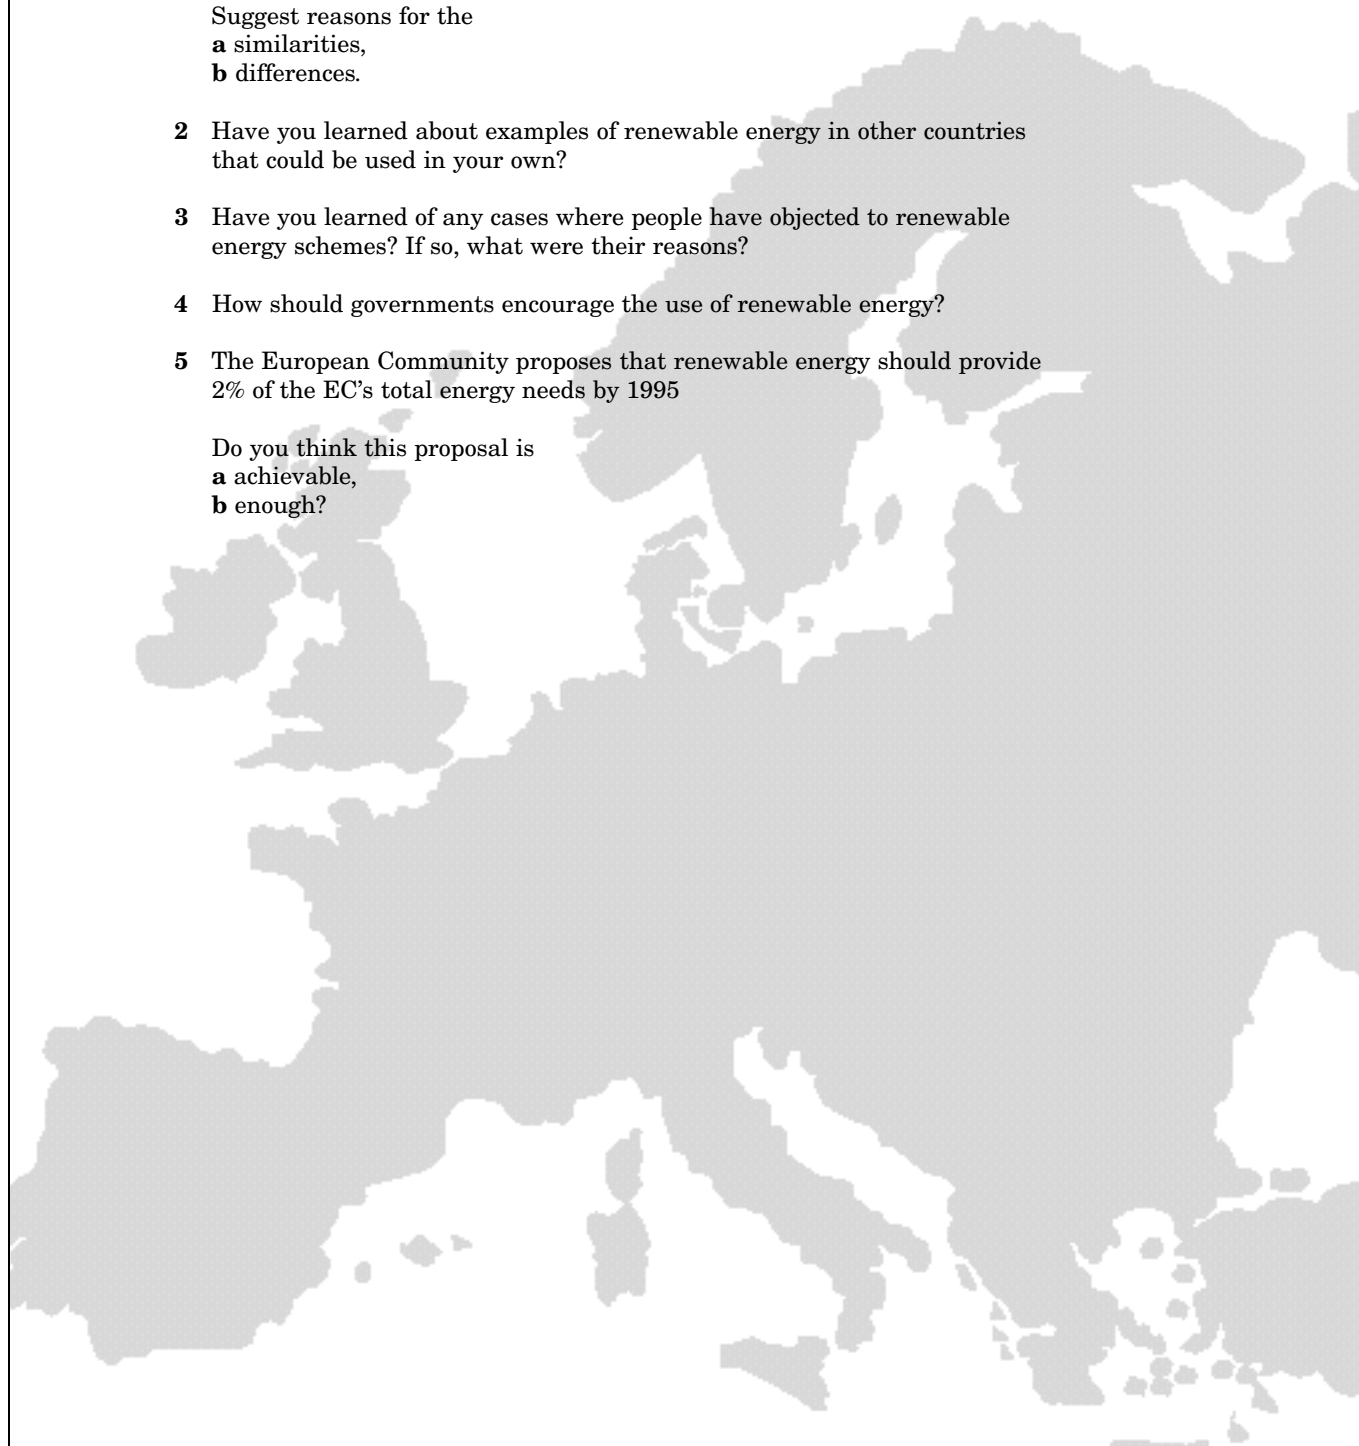 Suggest reasons for the
a similarities,
b differences.
2 Have you learned about examples of renewable energy in other countries
that could be used in your own?
3 Have you learned of any cases where people have objected to renewable
energy schemes? If so, what were their reasons?
4 How should governments encourage the use of renewable energy?
5 The European Community proposes that renewable energy should provide
2% of the EC's total energy needs by 1995
Do you think this proposal is
a achievable,
b enough?